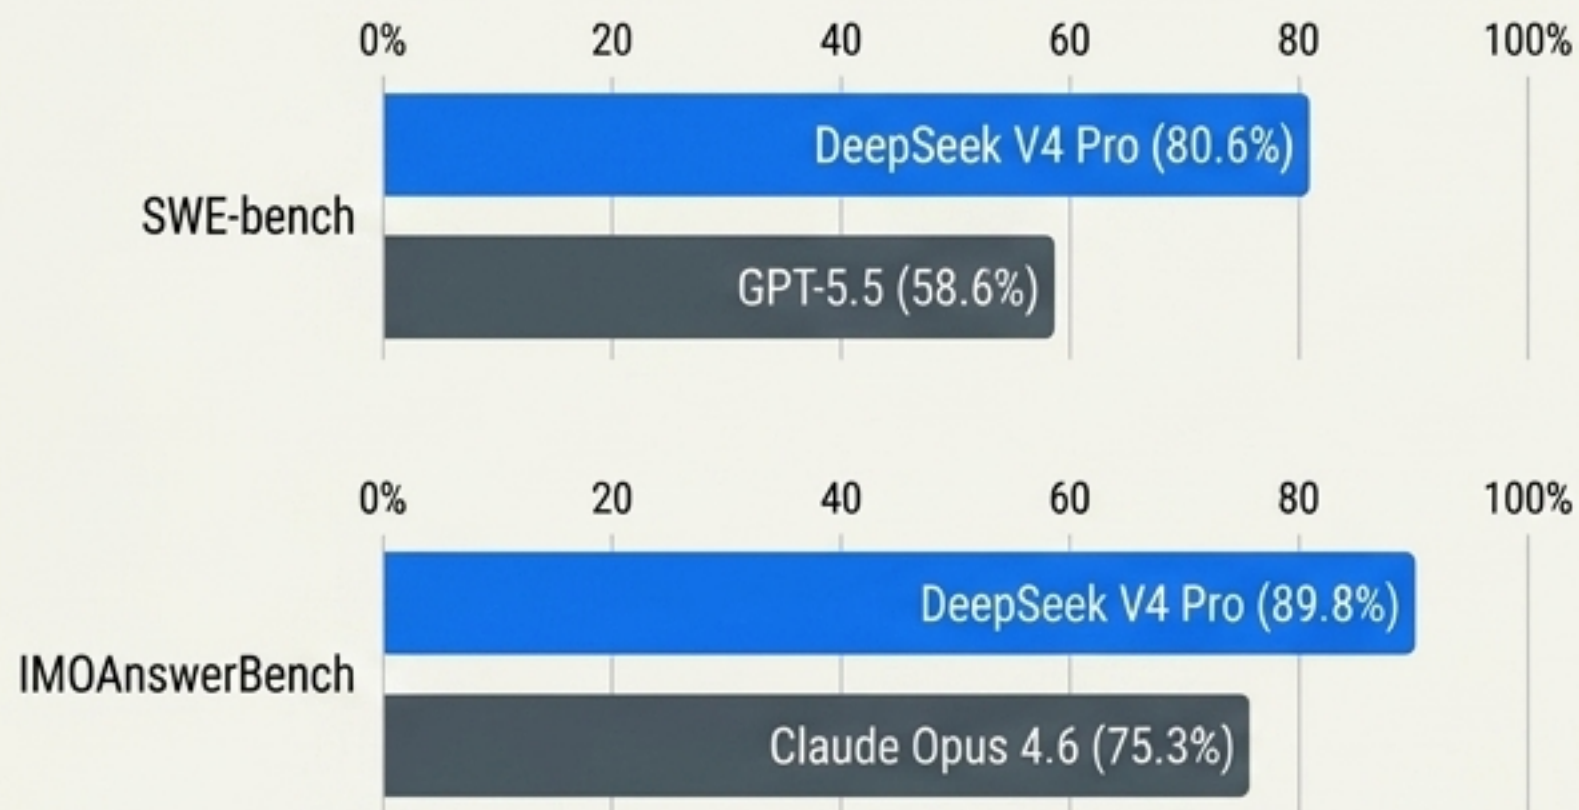 0% 20 40 60 80 100%
DeepSeek V4 Pro (80.6%)
SWE-bench
GPT-5.5 (58.6%)
0% 20 40 60 80 100%
DeepSeek V4 Pro (89.8%)
IMOAnswerBench
Claude Opus 4.6 (75.3%)